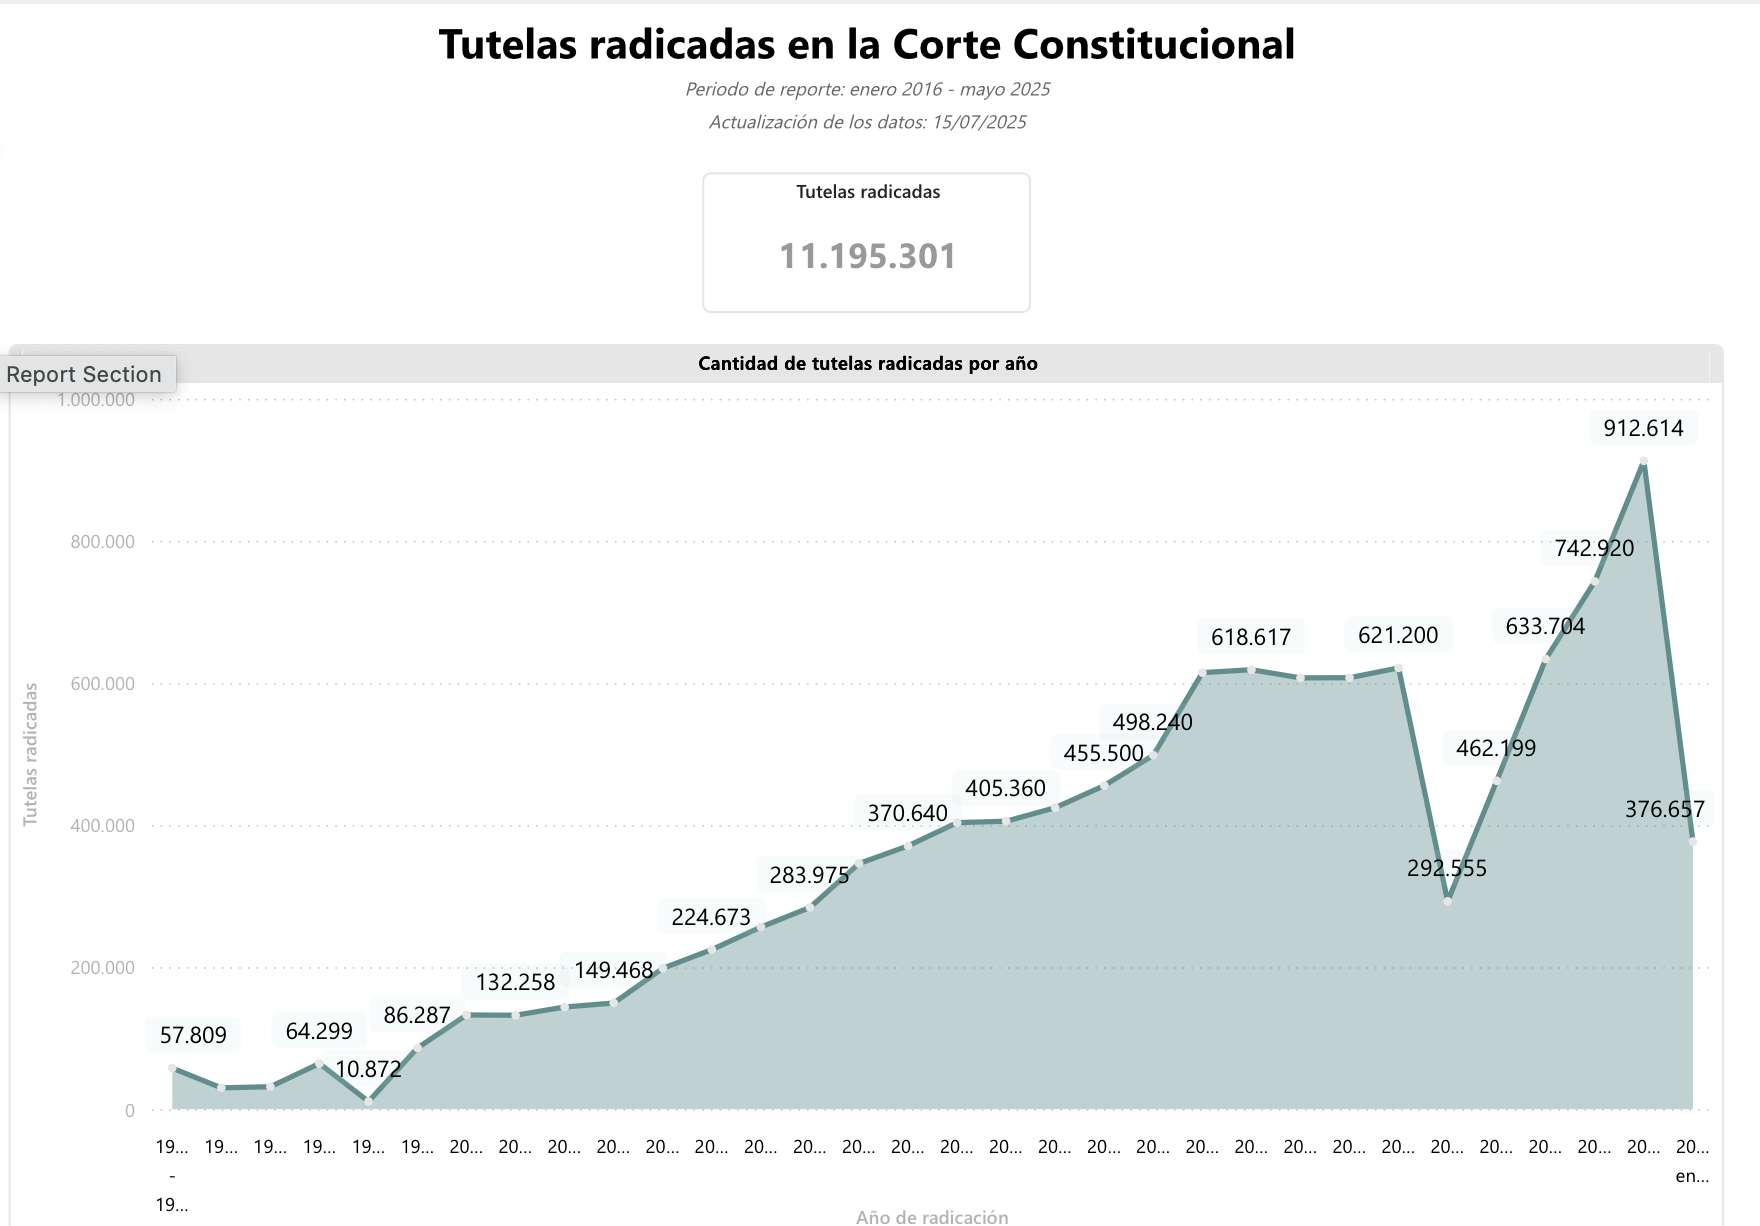 Tutelas radicadas en la Corte Constitucional
Periodo de reporte: enero 2016 - mayo 2025
Actualización de los datos: 15/07/2025
Tutelas radicadas
11.195.301
Cantidad de tutelas radicadas por año
Report Section
1.000.000
800.000
600.000
400.000
200.000
0
Tutelas radicadas
57.809
64.299
10.872
86.287
132.258
149.468
224.673
283.975
370.640
405.360
455.500
498.240
618.617
621.200
292.555
462.199
633.704
742.920
912.614
376.657
19... 19... 19... 19... 19... 19... 20... 20... 20... 20... 20... 20... 20... 20... 20... 20... 20... 20... 20... 20... 20... 20... 20... 20... 20... 20... 20... 20... 20... 20... 20... 20...
- en...
19...
Año de radicación